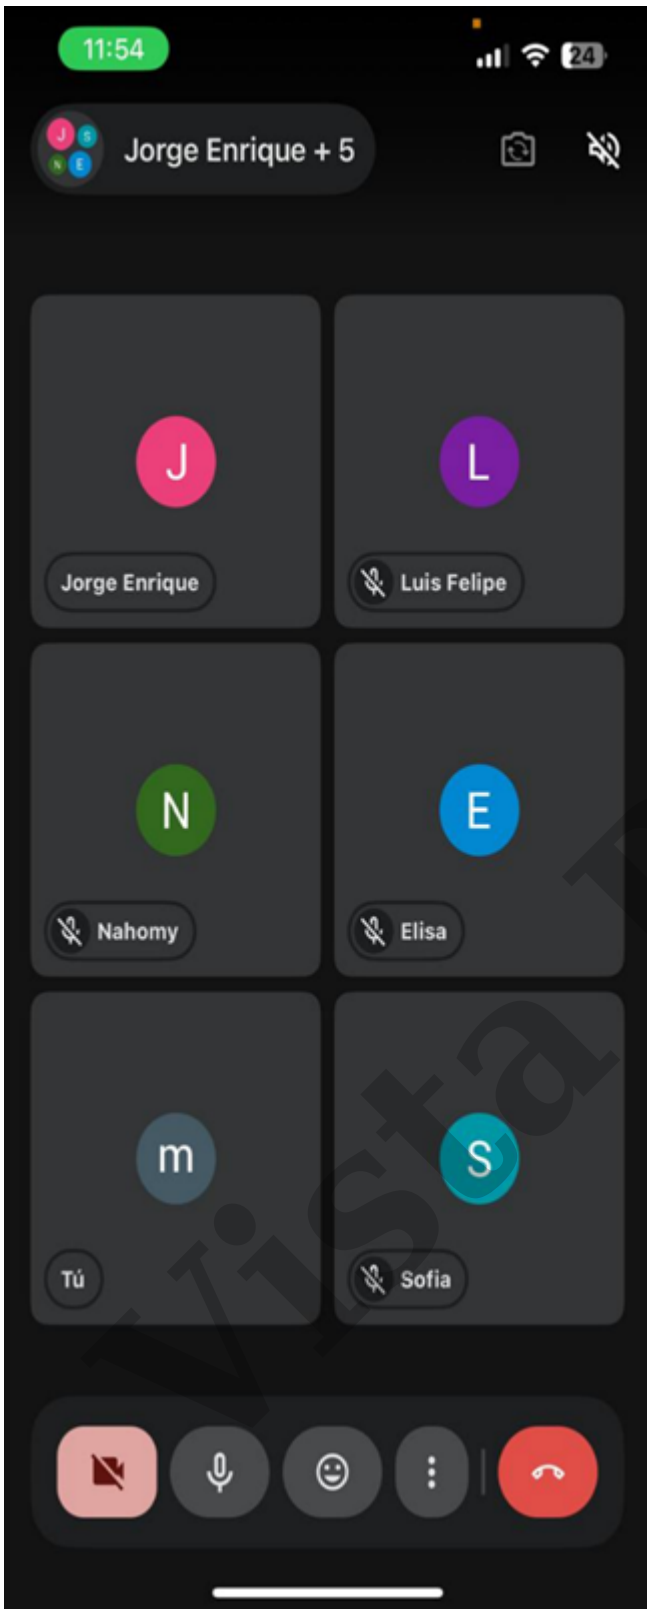 11:54
24
J S
N E
Jorge Enrique + 5
J
L
Jorge Enrique
Luis Felipe
N
E
Nahomy
Elisa
m
S
Tú
Sofia
Vista